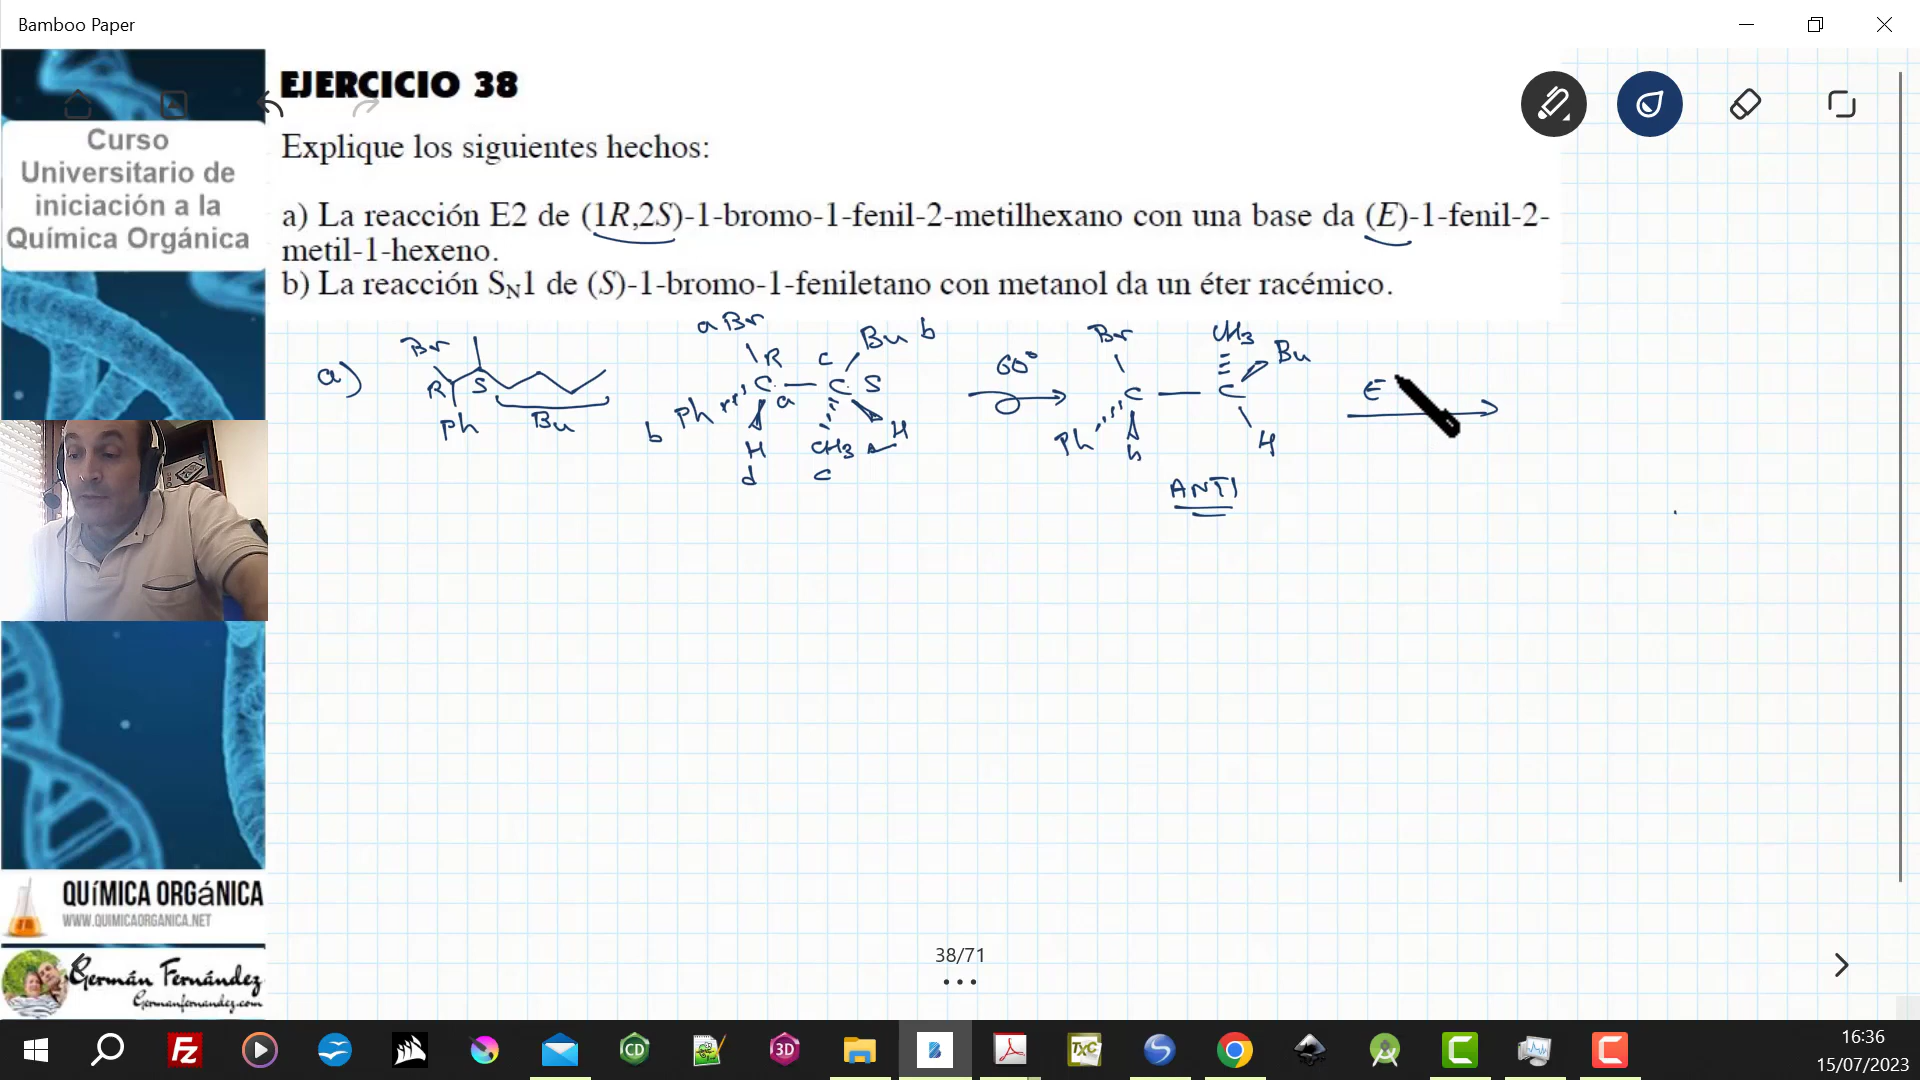 Bamboo Paper
EJERCICIO 38
Curso
Universitario de
iniciación a la
Química Orgánica
Explique los siguientes hechos:
a) La reacción E2 de (1R,2S)-1-bromo-1-fenil-2-metilhexano con una base da (E)-1-fenil-2-
metil-1-hexeno.
b) La reacción SN1 de (S)-1-bromo-1-feniletano con metanol da un éter racémico.
a)
Br
R
S
Ph
Bu
a Br
R
C
C
a
b Ph
H
d
c
Bu b
S
CH3
c
H
60°
Br
C
Ph
h
CH3
Bu
C
H
ANTI
E
QUÍMICA ORGáNICA
WWW.QUIMICAORGANICA.NET
Germán Fernández
Germanfernandez.com
38/71
16:36
15/07/2023